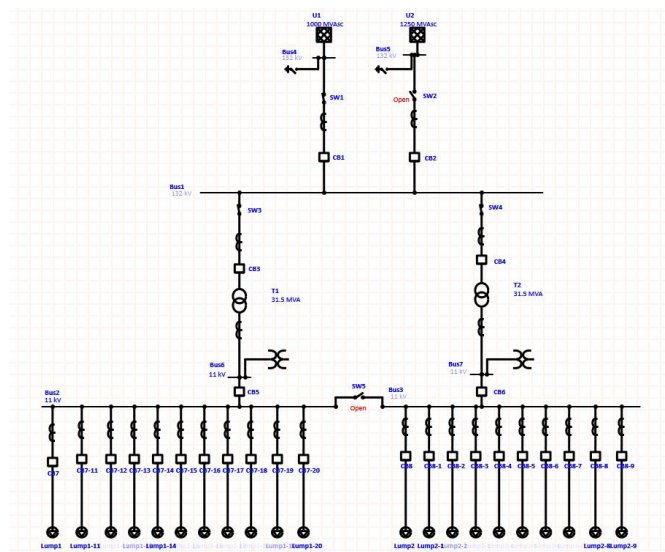 U1
1000 MVAsc
U2
1250 MVAsc
Bus4
132 kV
Bus5
132 kV
SW1
SW2
Open
CB1
CB2
Bus1
132 kV
SW3
SW4
CB3
CB4
T1
31.5 MVA
T2
31.5 MVA
Bus6
11 kV
Bus7
11 kV
CB5
SW5
Open
CB6
Bus2
11 kV
Bus3
11 kV
CB7 CB7-11 CB7-12 CB7-13 CB7-14 CB7-15 CB7-16 CB7-17 CB7-18 CB7-19 CB7-20
CB8 CB8-1 CB8-2 CB8-4 CB8-5 CB8-6 CB8-7 CB8-8 CB8-9
Lump1 Lump1-11 Lump1-14 Lump1-20
Lump2 Lump2-1 Lump2-2 Lump2-8 Lump2-9